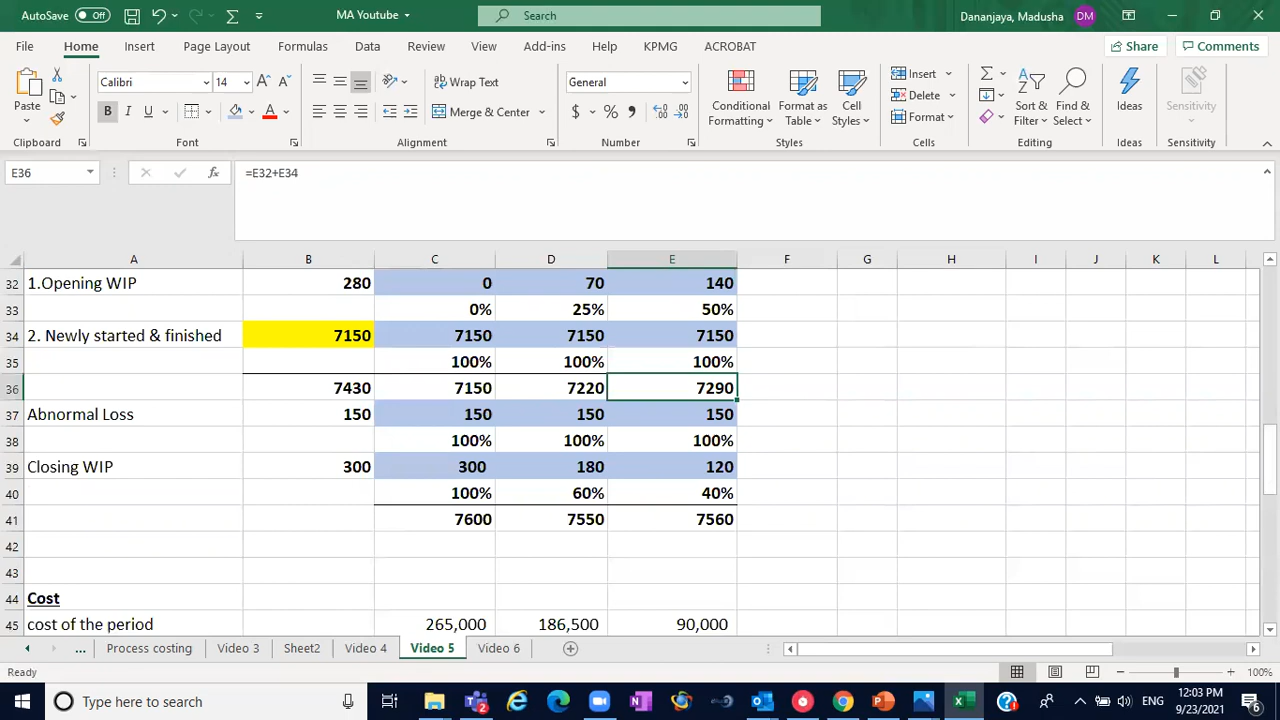 AutoSave Off MA Youtube Search Dananjaya, Madusha DM
File Home Insert Page Layout Formulas Data Review View Add-ins Help KPMG ACROBAT Share Comments
Paste Calibri 14 Wrap Text General Conditional Formatting Format as Table Cell Styles Insert Sort & Filter Find & Select Ideas Sensitivity
B I U A Merge & Center $ % Delete
Format
Clipboard Font Alignment Number Styles Cells Editing Ideas Sensitivity
E36 fx =E32+E34
A B C D E F G H I J K L
32 1.Opening WIP 280 0 70 140
33 0% 25% 50%
34 2. Newly started & finished 7150 7150 7150 7150
35 100% 100% 100%
36 7430 7150 7220 7290
37 Abnormal Loss 150 150 150 150
38 100% 100% 100%
39 Closing WIP 300 300 180 120
40 100% 60% 40%
41 7600 7550 7560
42
43
44 Cost
45 cost of the period 265,000 186,500 90,000
... Process costing Video 3 Sheet2 Video 4 Video 5 Video 6
Ready 100%
Type here to search ENG 12:03 PM
9/23/2021 6